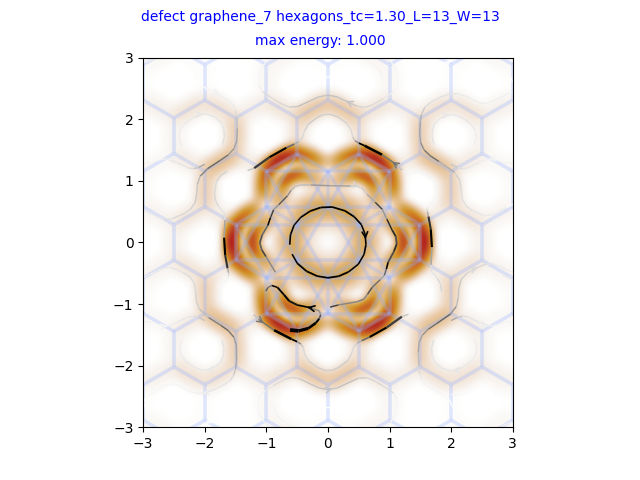 defect graphene_7 hexagons_tc=1.30_L=13_W=13
max energy: 1.000
3
2
1
0
−1
−2
−3
−3 −2 −1 0 1 2 3